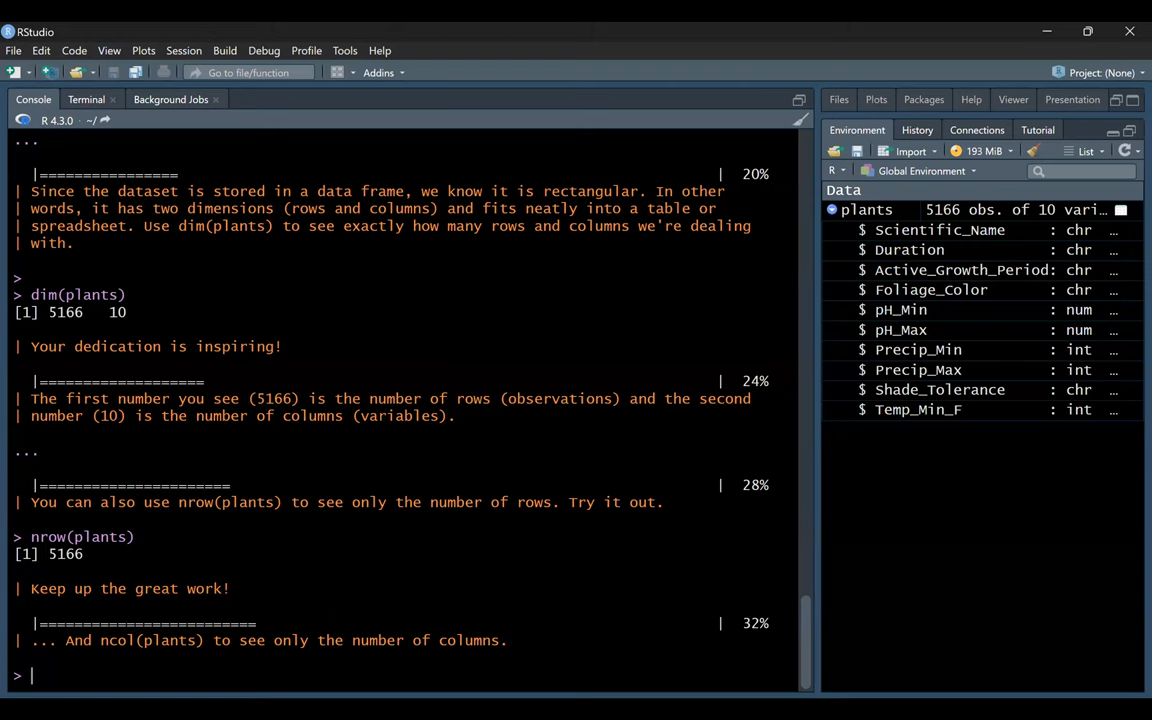 RStudio
File Edit Code View Plots Session Build Debug Profile Tools Help
Go to file/function Addins Project: (None)
Console Terminal Background Jobs
R 4.3.0 · ~/
...
|================ | 20%
| Since the dataset is stored in a data frame, we know it is rectangular. In other
| words, it has two dimensions (rows and columns) and fits neatly into a table or
| spreadsheet. Use dim(plants) to see exactly how many rows and columns we're dealing
| with.
>
> dim(plants)
[1] 5166   10
| Your dedication is inspiring!
|=================== | 24%
| The first number you see (5166) is the number of rows (observations) and the second
| number (10) is the number of columns (variables).
...
|====================== | 28%
| You can also use nrow(plants) to see only the number of rows. Try it out.
> nrow(plants)
[1] 5166
| Keep up the great work!
|========================= | 32%
| ... And ncol(plants) to see only the number of columns.
>
Files Plots Packages Help Viewer Presentation
Environment History Connections Tutorial
Import 193 MiB List
R Global Environment
Data
plants 5166 obs. of 10 vari…
$ Scientific_Name : chr …
$ Duration : chr …
$ Active_Growth_Period: chr …
$ Foliage_Color : chr …
$ pH_Min : num …
$ pH_Max : num …
$ Precip_Min : int …
$ Precip_Max : int …
$ Shade_Tolerance : chr …
$ Temp_Min_F : int …